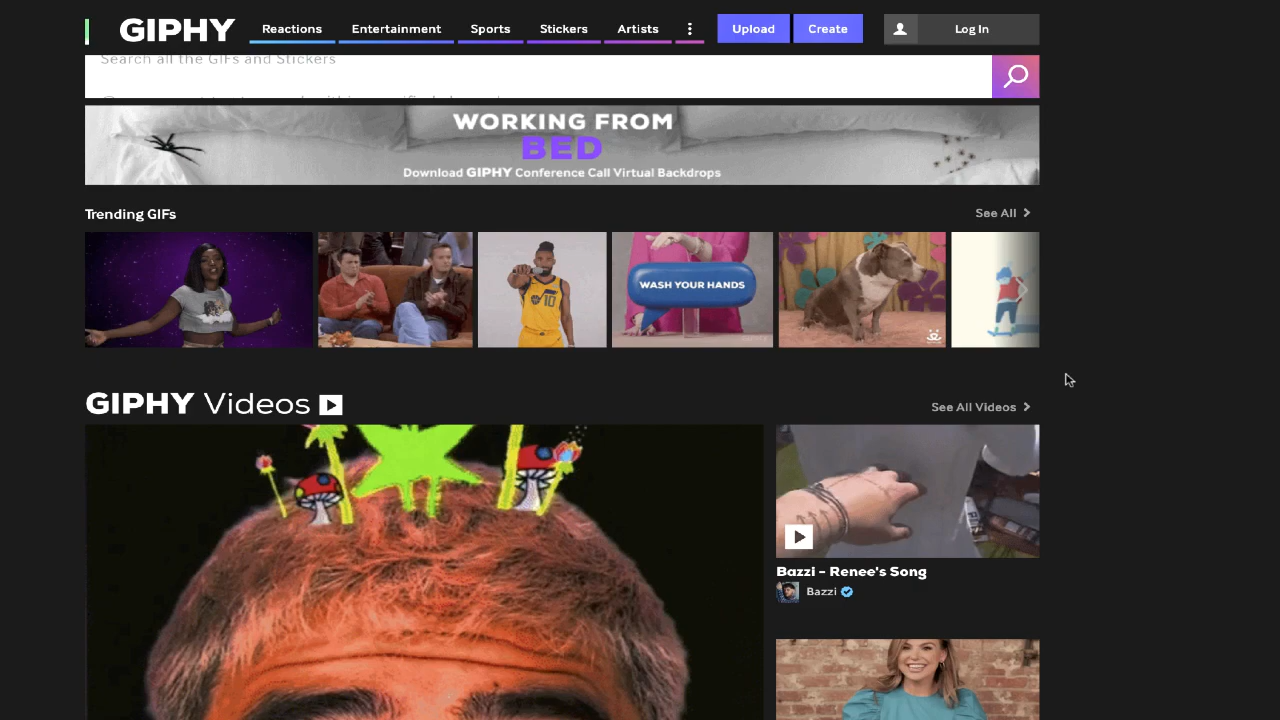 GIPHY
Reactions
Entertainment
Sports
Stickers
Artists
Upload
Create
Log In
Search all the GIFs and Stickers
WORKING FROM
BED
Download GIPHY Conference Call Virtual Backdrops
Trending GIFs
See All
10
WASH YOUR HANDS
GIPHY Videos
See All Videos
Bazzi - Renee's Song
Bazzi